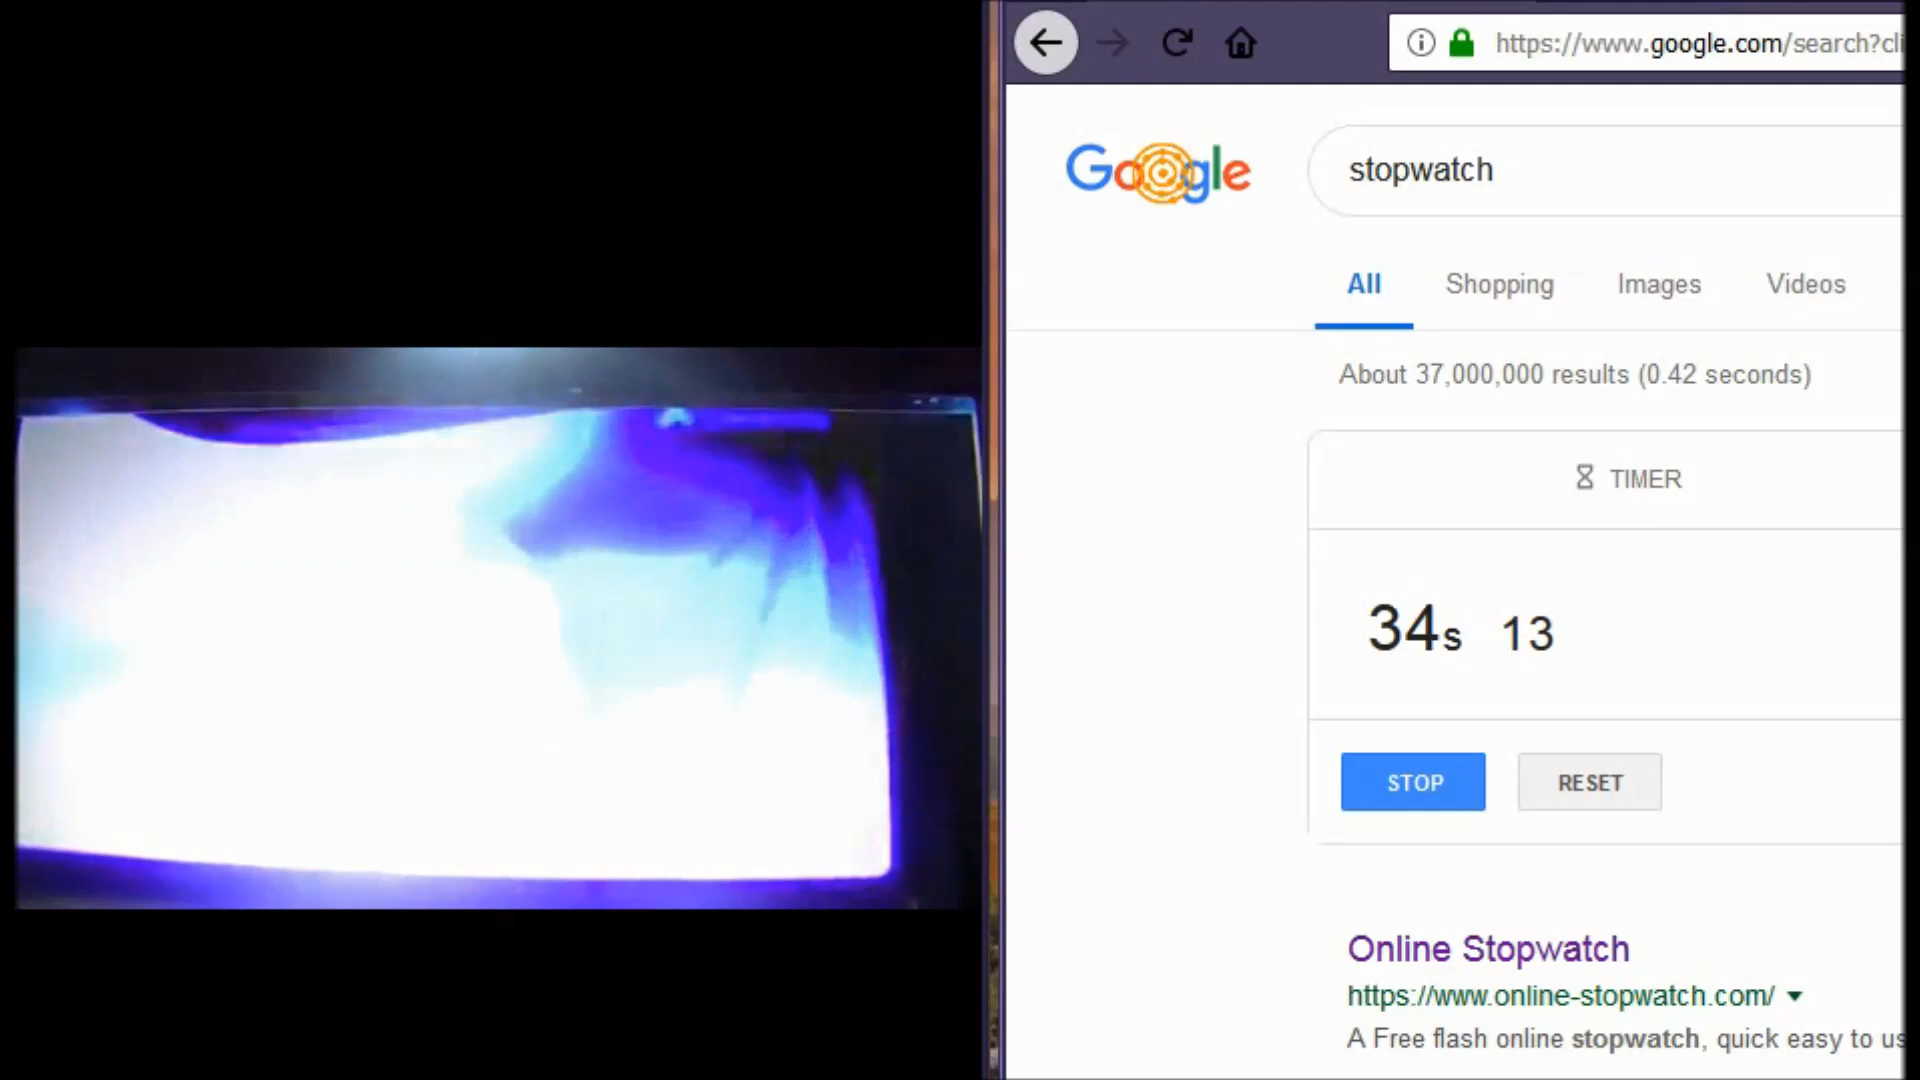 https://www.google.com/search?cli
Google
stopwatch
All Shopping Images Videos
About 37,000,000 results (0.42 seconds)
TIMER
34s 13
STOP RESET
Online Stopwatch
https://www.online-stopwatch.com/
A Free flash online stopwatch, quick easy to us